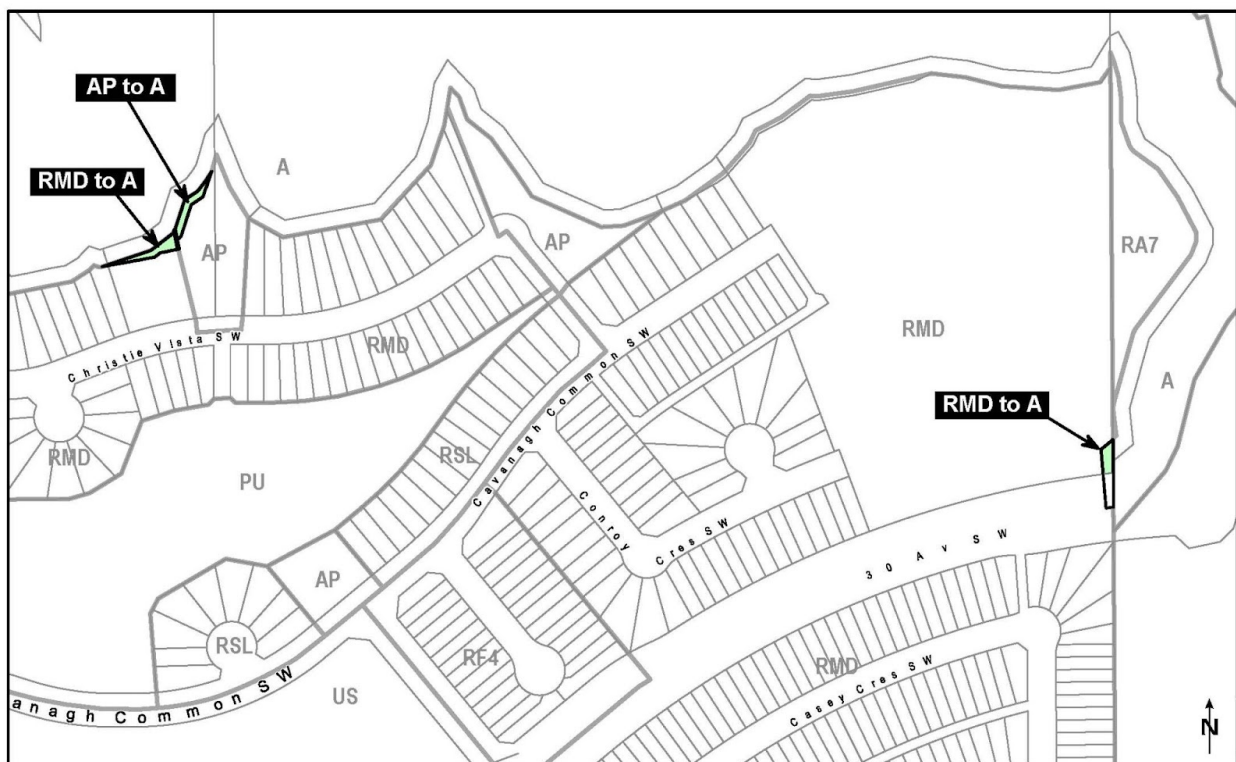 AP to A
A
RMD to A
AP
AP
RA7
RMD
Christie Vista SW
RMD
A
Cavanagh Common SW
RMD to A
RMD
RSL
PU
Conroy
Cres SW
30 Av SW
AP
RSL
RF4
RMD
Casey Cres SW
US
anagh Common SW
N